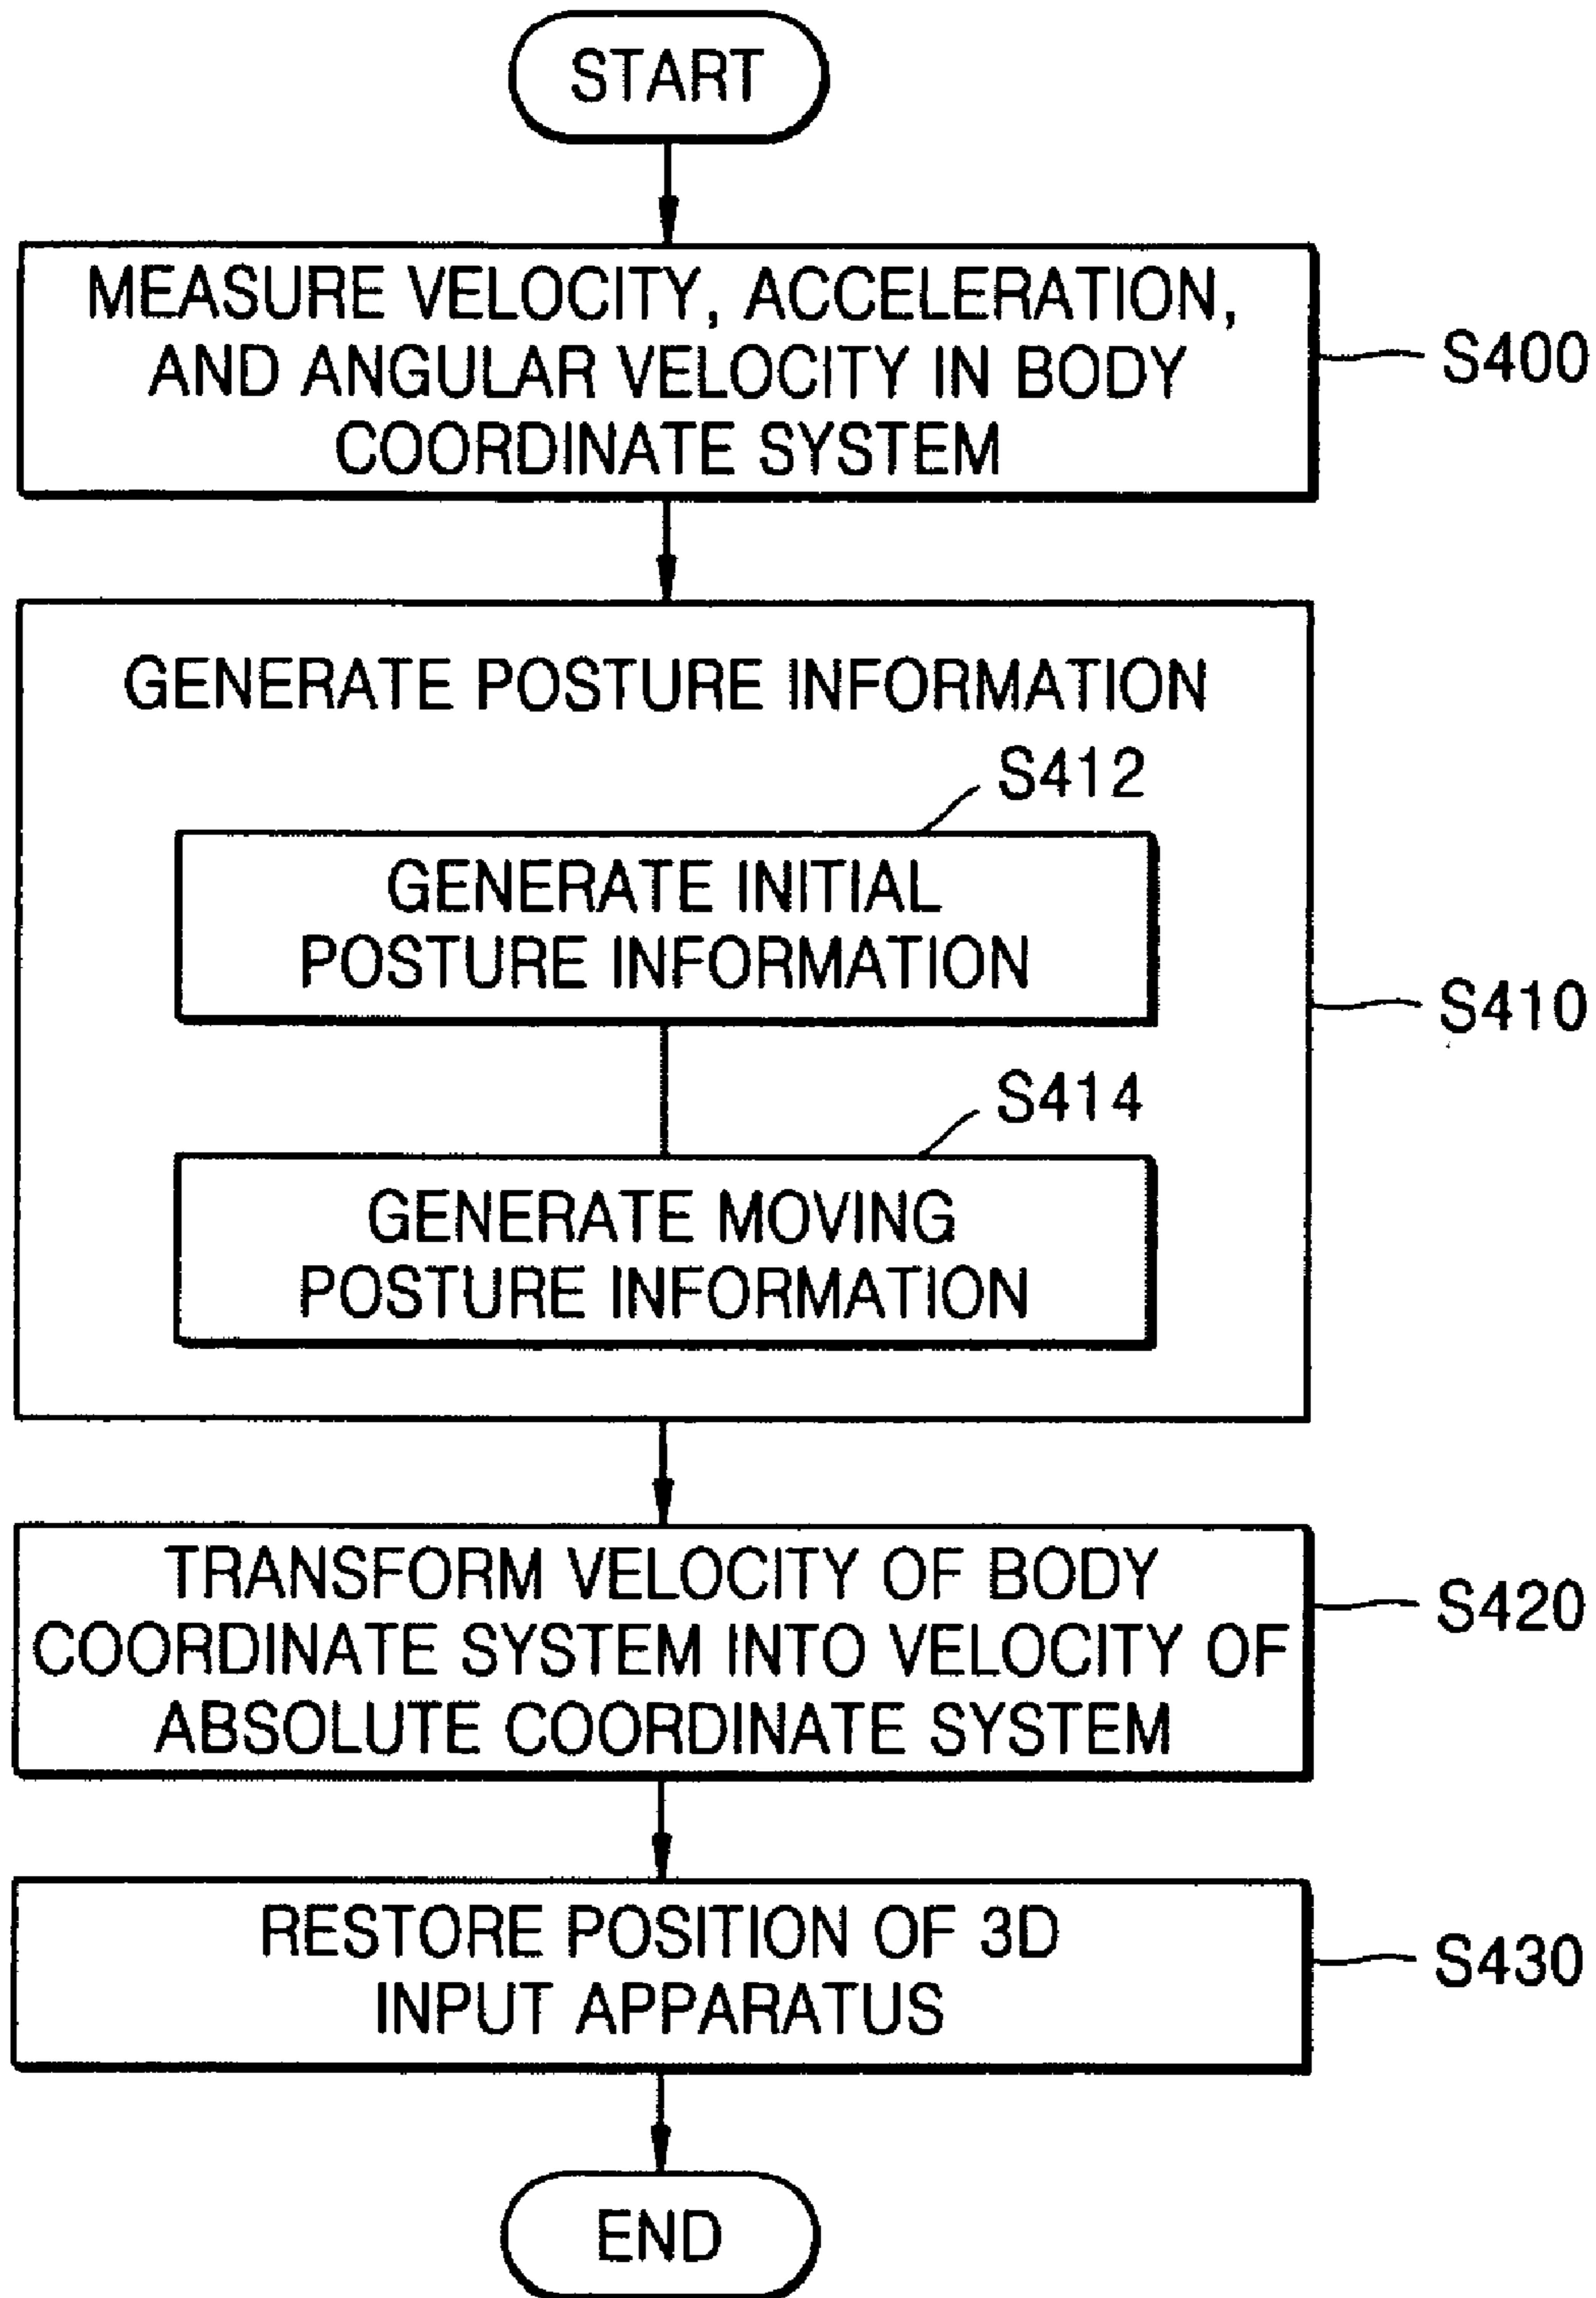 START
MEASURE VELOCITY, ACCELERATION,
AND ANGULAR VELOCITY IN BODY
COORDINATE SYSTEM
S400
GENERATE POSTURE INFORMATION
S412
GENERATE INITIAL
POSTURE INFORMATION
S410
S414
GENERATE MOVING
POSTURE INFORMATION
TRANSFORM VELOCITY OF BODY
COORDINATE SYSTEM INTO VELOCITY OF
ABSOLUTE COORDINATE SYSTEM
S420
RESTORE POSITION OF 3D
INPUT APPARATUS
S430
END